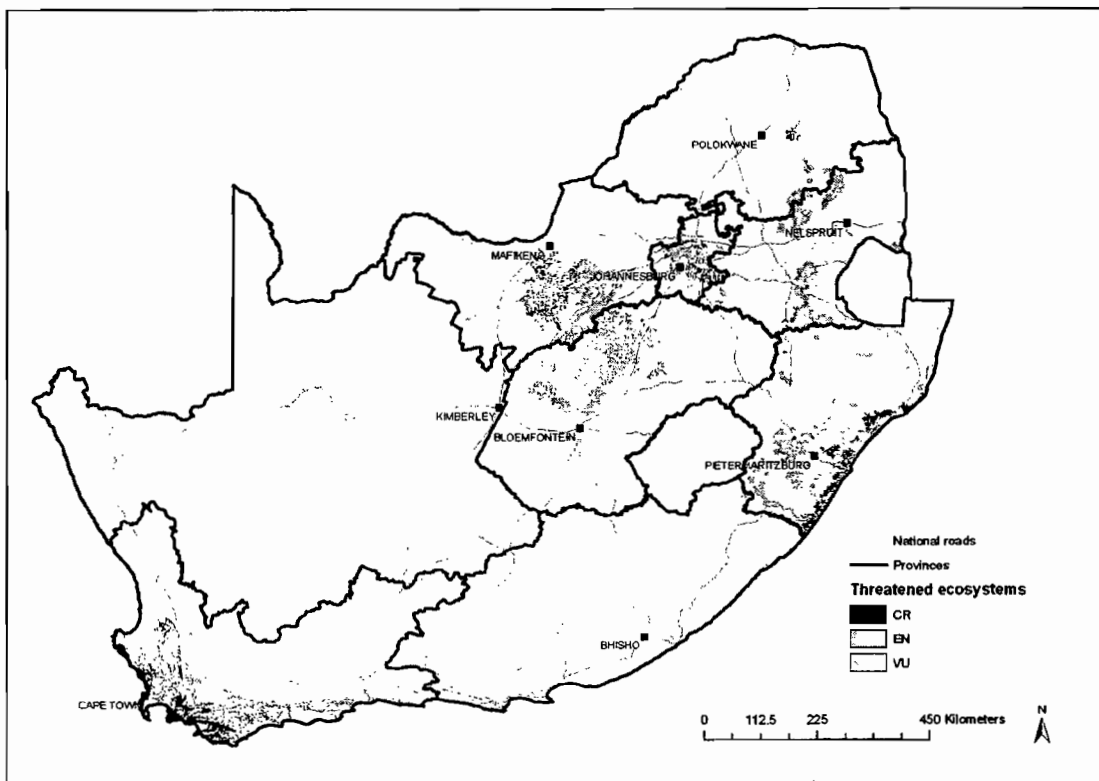 POLOKWANE
NELSPRUIT
MAFIKENG
JOHANNESBURG
KIMBERLEY
BLOEMFONTEIN
PIETERMARITZBURG
National roads
Provinces
Threatened ecosystems
CR
EN
VU
BHISHO
CAPE TOWN
0 112.5 225 450 Kilometers
N